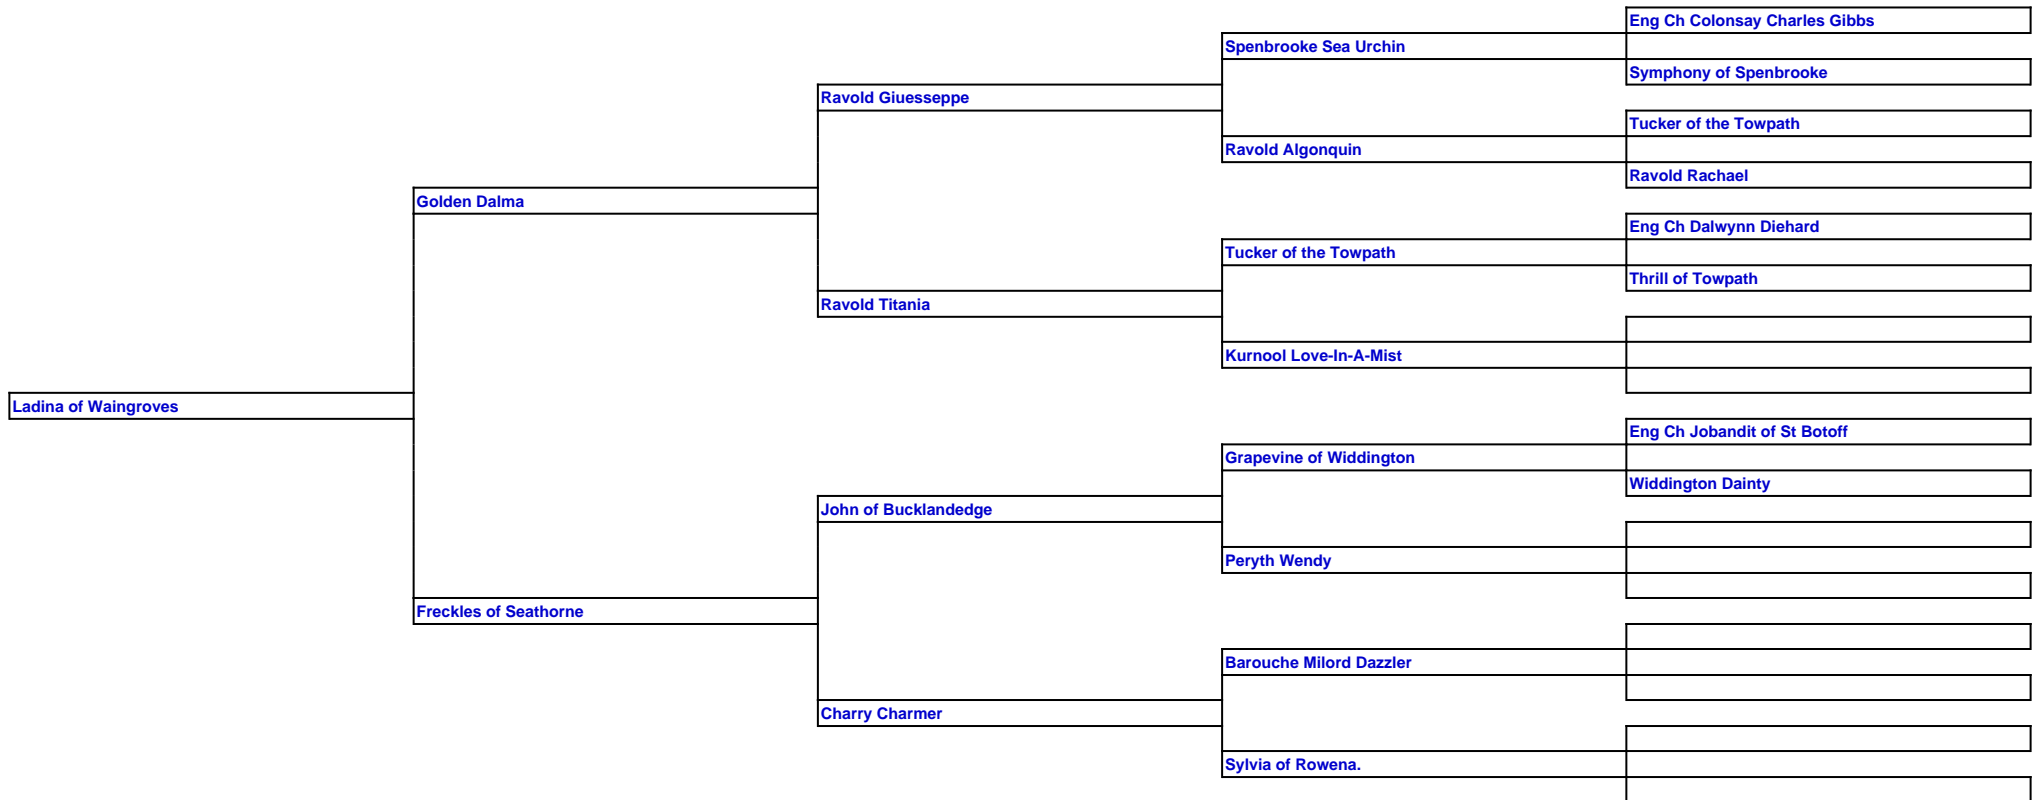 Eng Ch Colonsay Charles Gibbs
Spenbrooke Sea Urchin
Symphony of Spenbrooke
Ravold Giuesseppe
Tucker of the Towpath
Ravold Algonquin
Ravold Rachael
Golden Dalma
Eng Ch Dalwynn Diehard
Tucker of the Towpath
Thrill of Towpath
Ravold Titania
Kurnool Love-In-A-Mist
Ladina of Waingroves
Eng Ch Jobandit of St Botoff
Grapevine of Widdington
Widdington Dainty
John of Bucklandedge
Peryth Wendy
Freckles of Seathorne
Barouche Milord Dazzler
Charry Charmer
Sylvia of Rowena.